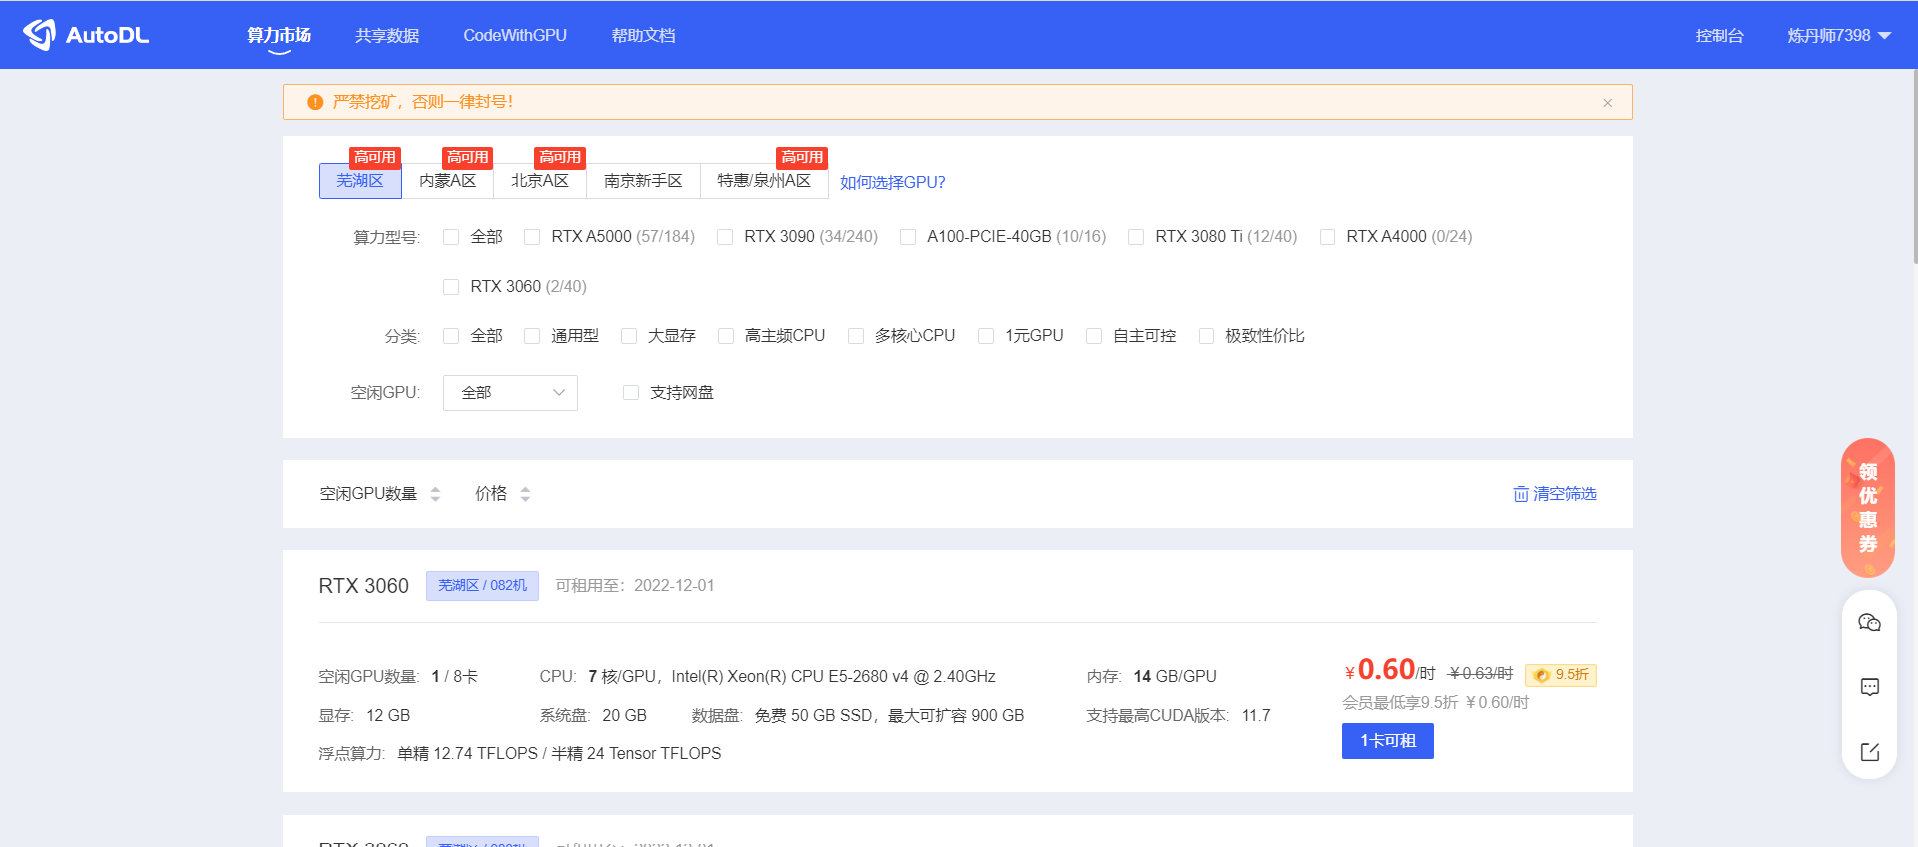 AutoDL 算力市场 共享数据 CodeWithGPU 帮助文档 控制台 炼丹师7398
严禁挖矿，否则一律封号！
高可用 高可用 高可用 高可用
芜湖区 内蒙A区 北京A区 南京新手区 特惠/泉州A区 如何选择GPU？
算力型号: 全部 RTX A5000 (57/184) RTX 3090 (34/240) A100-PCIE-40GB (10/16) RTX 3080 Ti (12/40) RTX A4000 (0/24)
RTX 3060 (2/40)
分类: 全部 通用型 大显存 高主频CPU 多核心CPU 1元GPU 自主可控 极致性价比
空闲GPU: 全部 支持网盘
空闲GPU数量 价格 清空筛选
领优惠券
RTX 3060 芜湖区 / 082机 可租用至：2022-12-01
空闲GPU数量: 1 / 8卡 CPU: 7 核/GPU，Intel(R) Xeon(R) CPU E5-2680 v4 @ 2.40GHz 内存: 14 GB/GPU ￥0.60/时 ￥0.63/时 9.5折
会员最低享9.5折 ￥0.60/时
显存: 12 GB 系统盘: 20 GB 数据盘: 免费 50 GB SSD，最大可扩容 900 GB 支持最高CUDA版本: 11.7
1卡可租
浮点算力: 单精 12.74 TFLOPS / 半精 24 Tensor TFLOPS